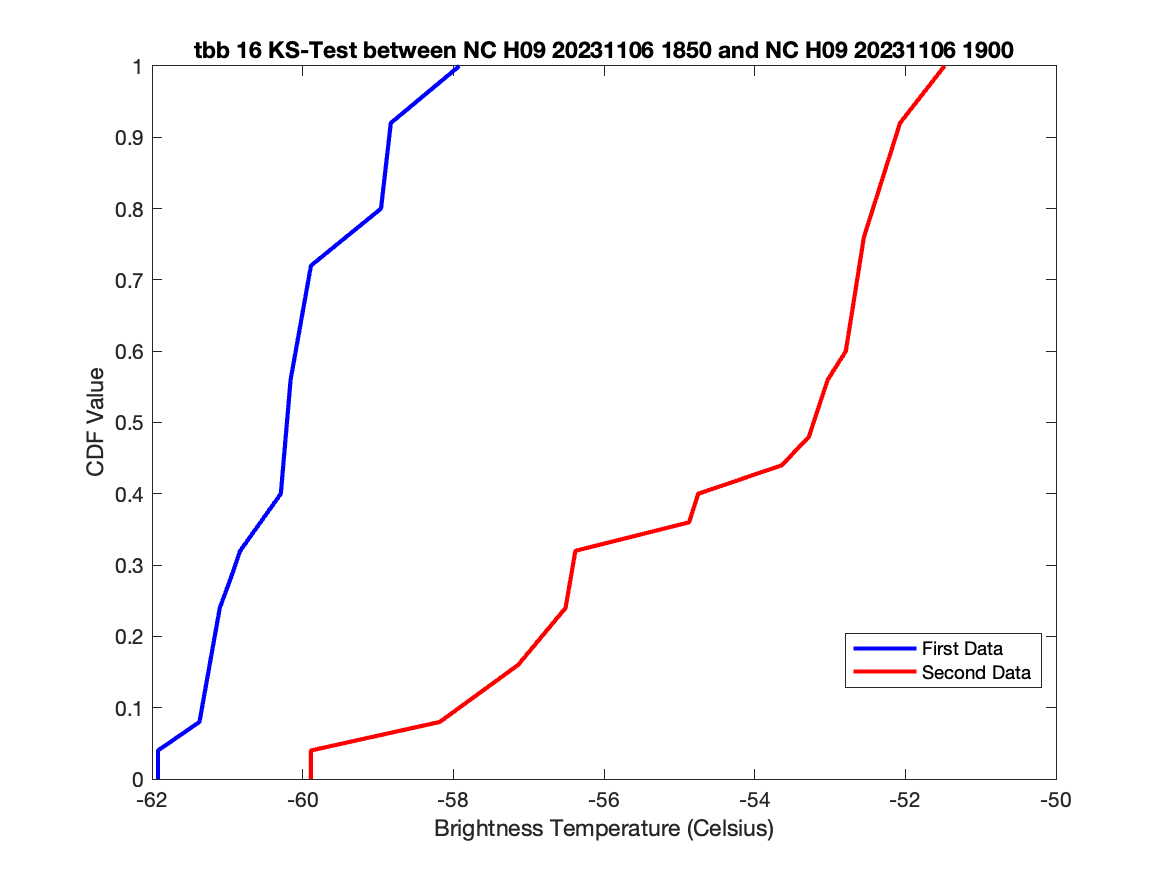 tbb 16 KS-Test between NC H09 20231106 1850 and NC H09 20231106 1900
1
0.9
0.8
0.7
0.6
0.5
0.4
0.3
0.2
0.1
0
CDF Value
First Data
Second Data
-62 -60 -58 -56 -54 -52 -50
Brightness Temperature (Celsius)